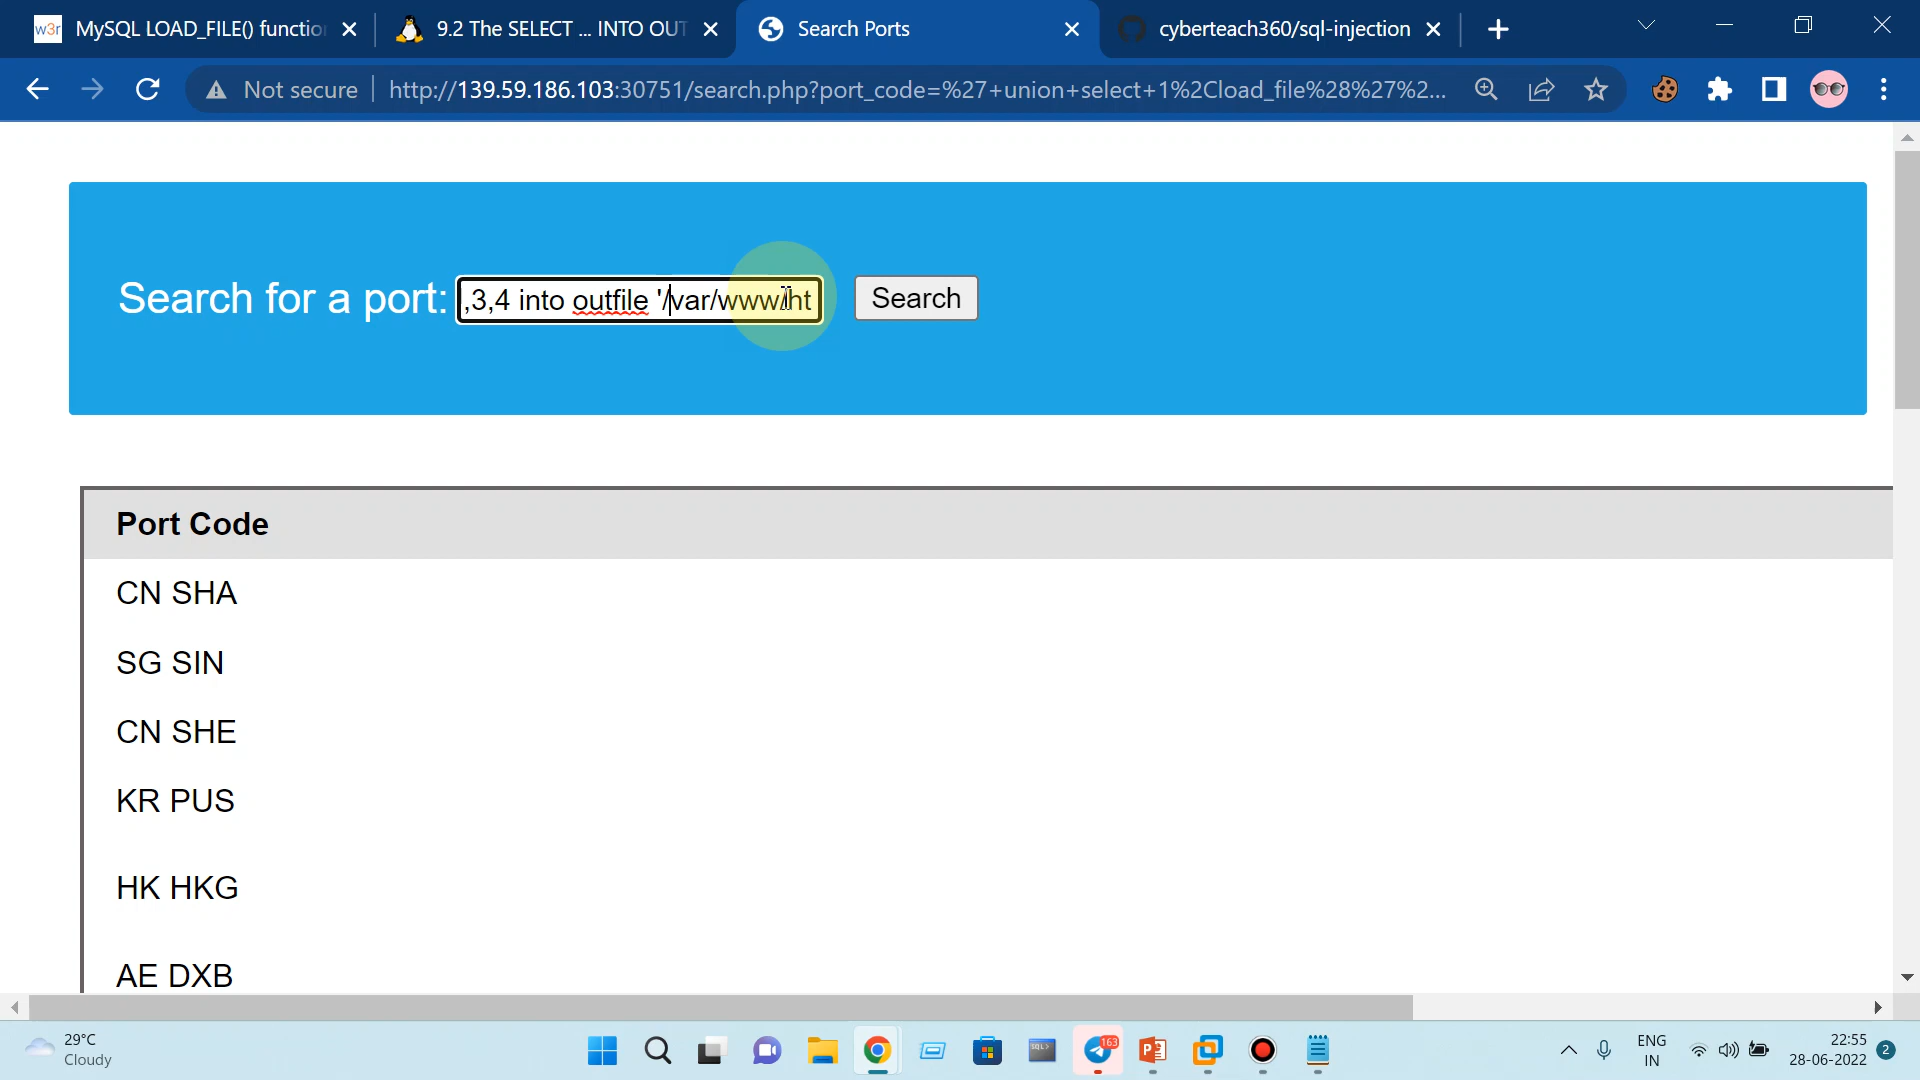 w3r MySQL LOAD_FILE() functio
9.2 The SELECT ... INTO OUT
Search Ports
cyberteach360/sql-injection
Not secure
http://139.59.186.103:30751/search.php?port_code=%27+union+select+1%2Cload_file%28%27%2...
Search for a port:
,3,4 into outfile '/var/www/ht
Search
Port Code
CN SHA
SG SIN
CN SHE
KR PUS
HK HKG
AE DXB
29°C
Cloudy
SQL>
163
ENG
IN
22:55
28-06-2022
2